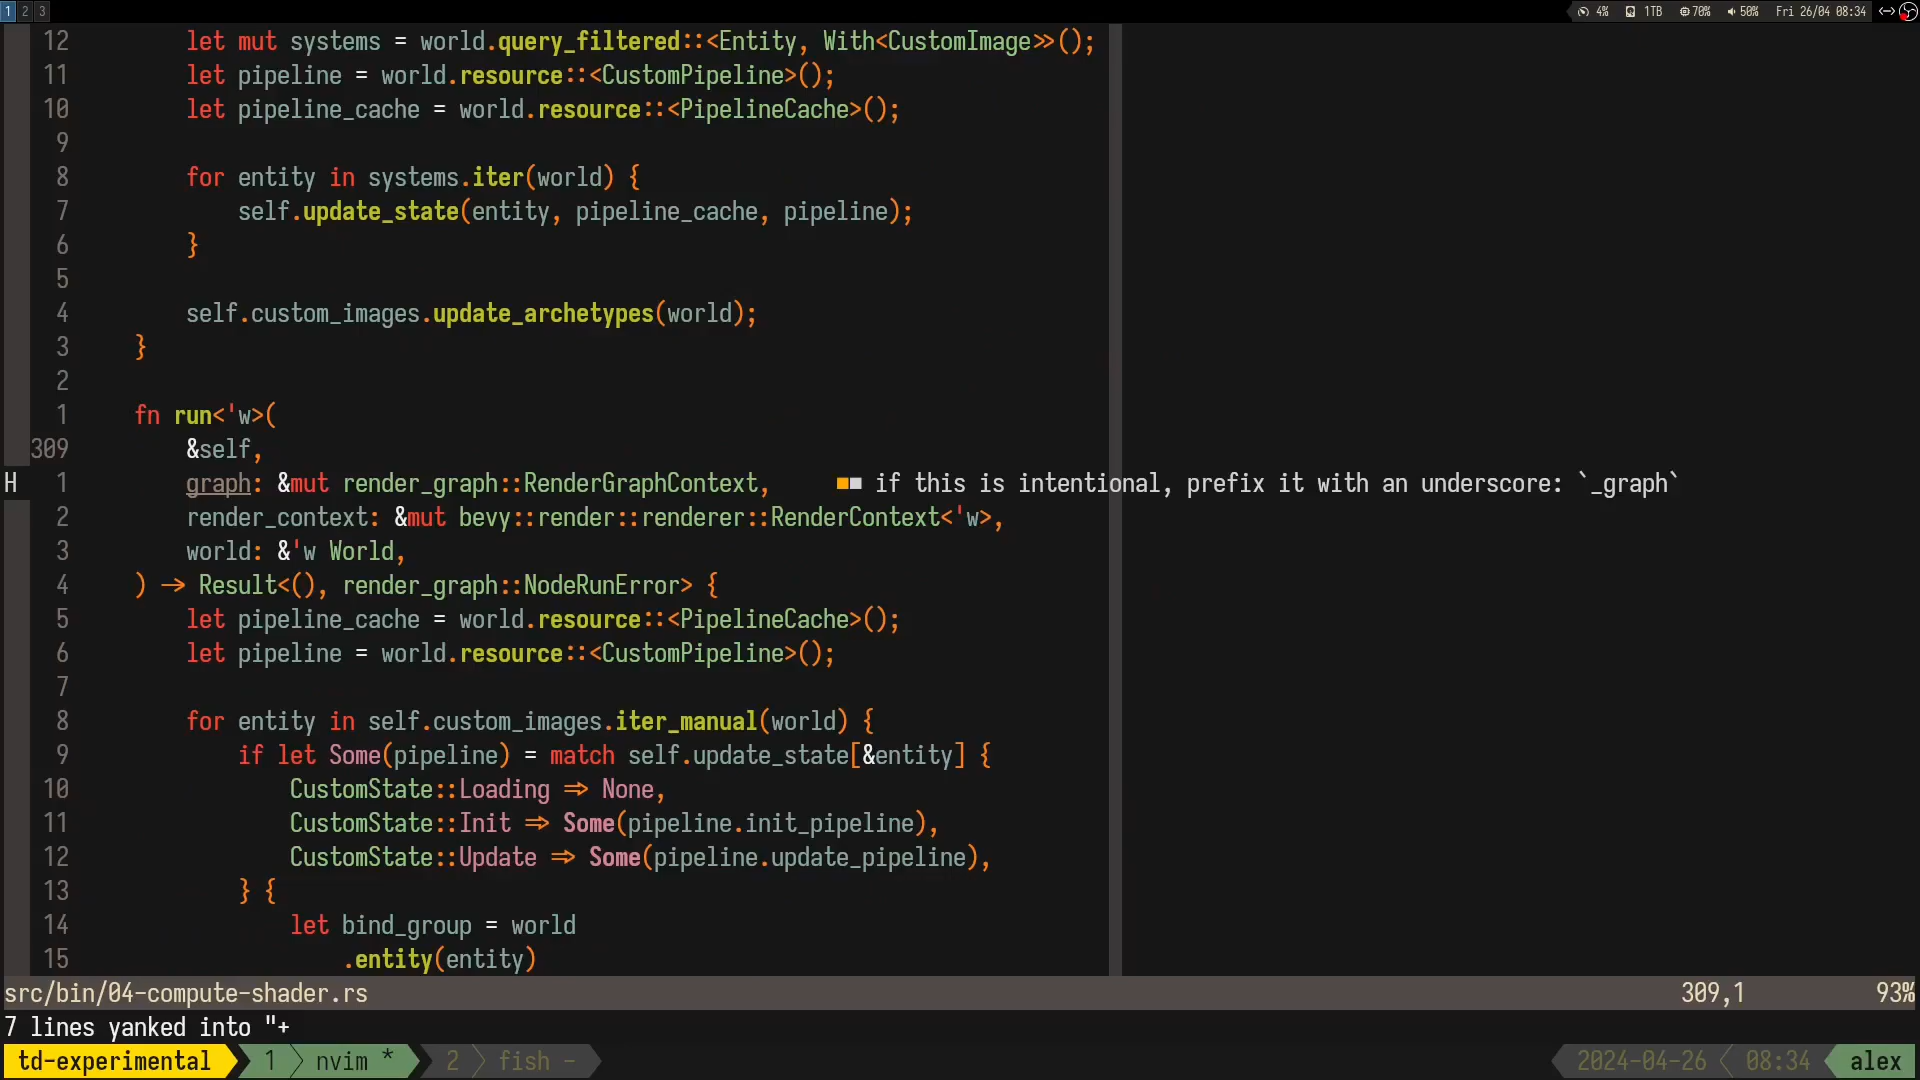 1 2 3 4% 1TB 70% 50% Fri 26/04 08:34
12 let mut systems = world.query_filtered::<Entity, With<CustomImage>>();
11 let pipeline = world.resource::<CustomPipeline>();
10 let pipeline_cache = world.resource::<PipelineCache>();
9
8 for entity in systems.iter(world) {
7 self.update_state(entity, pipeline_cache, pipeline);
6 }
5
4 self.custom_images.update_archetypes(world);
3 }
2
1 fn run<'w>(
309 &self,
H 1 graph: &mut render_graph::RenderGraphContext, ■■ if this is intentional, prefix it with an underscore: `_graph`
2 render_context: &mut bevy::render::renderer::RenderContext<'w>,
3 world: &'w World,
4 ) -> Result<(), render_graph::NodeRunError> {
5 let pipeline_cache = world.resource::<PipelineCache>();
6 let pipeline = world.resource::<CustomPipeline>();
7
8 for entity in self.custom_images.iter_manual(world) {
9 if let Some(pipeline) = match self.update_state[&entity] {
10 CustomState::Loading => None,
11 CustomState::Init => Some(pipeline.init_pipeline),
12 CustomState::Update => Some(pipeline.update_pipeline),
13 } {
14 let bind_group = world
15 .entity(entity)
src/bin/04-compute-shader.rs 309,1 93%
7 lines yanked into "+
td-experimental 1 nvim * 2 fish - 2024-04-26 08:34 alex